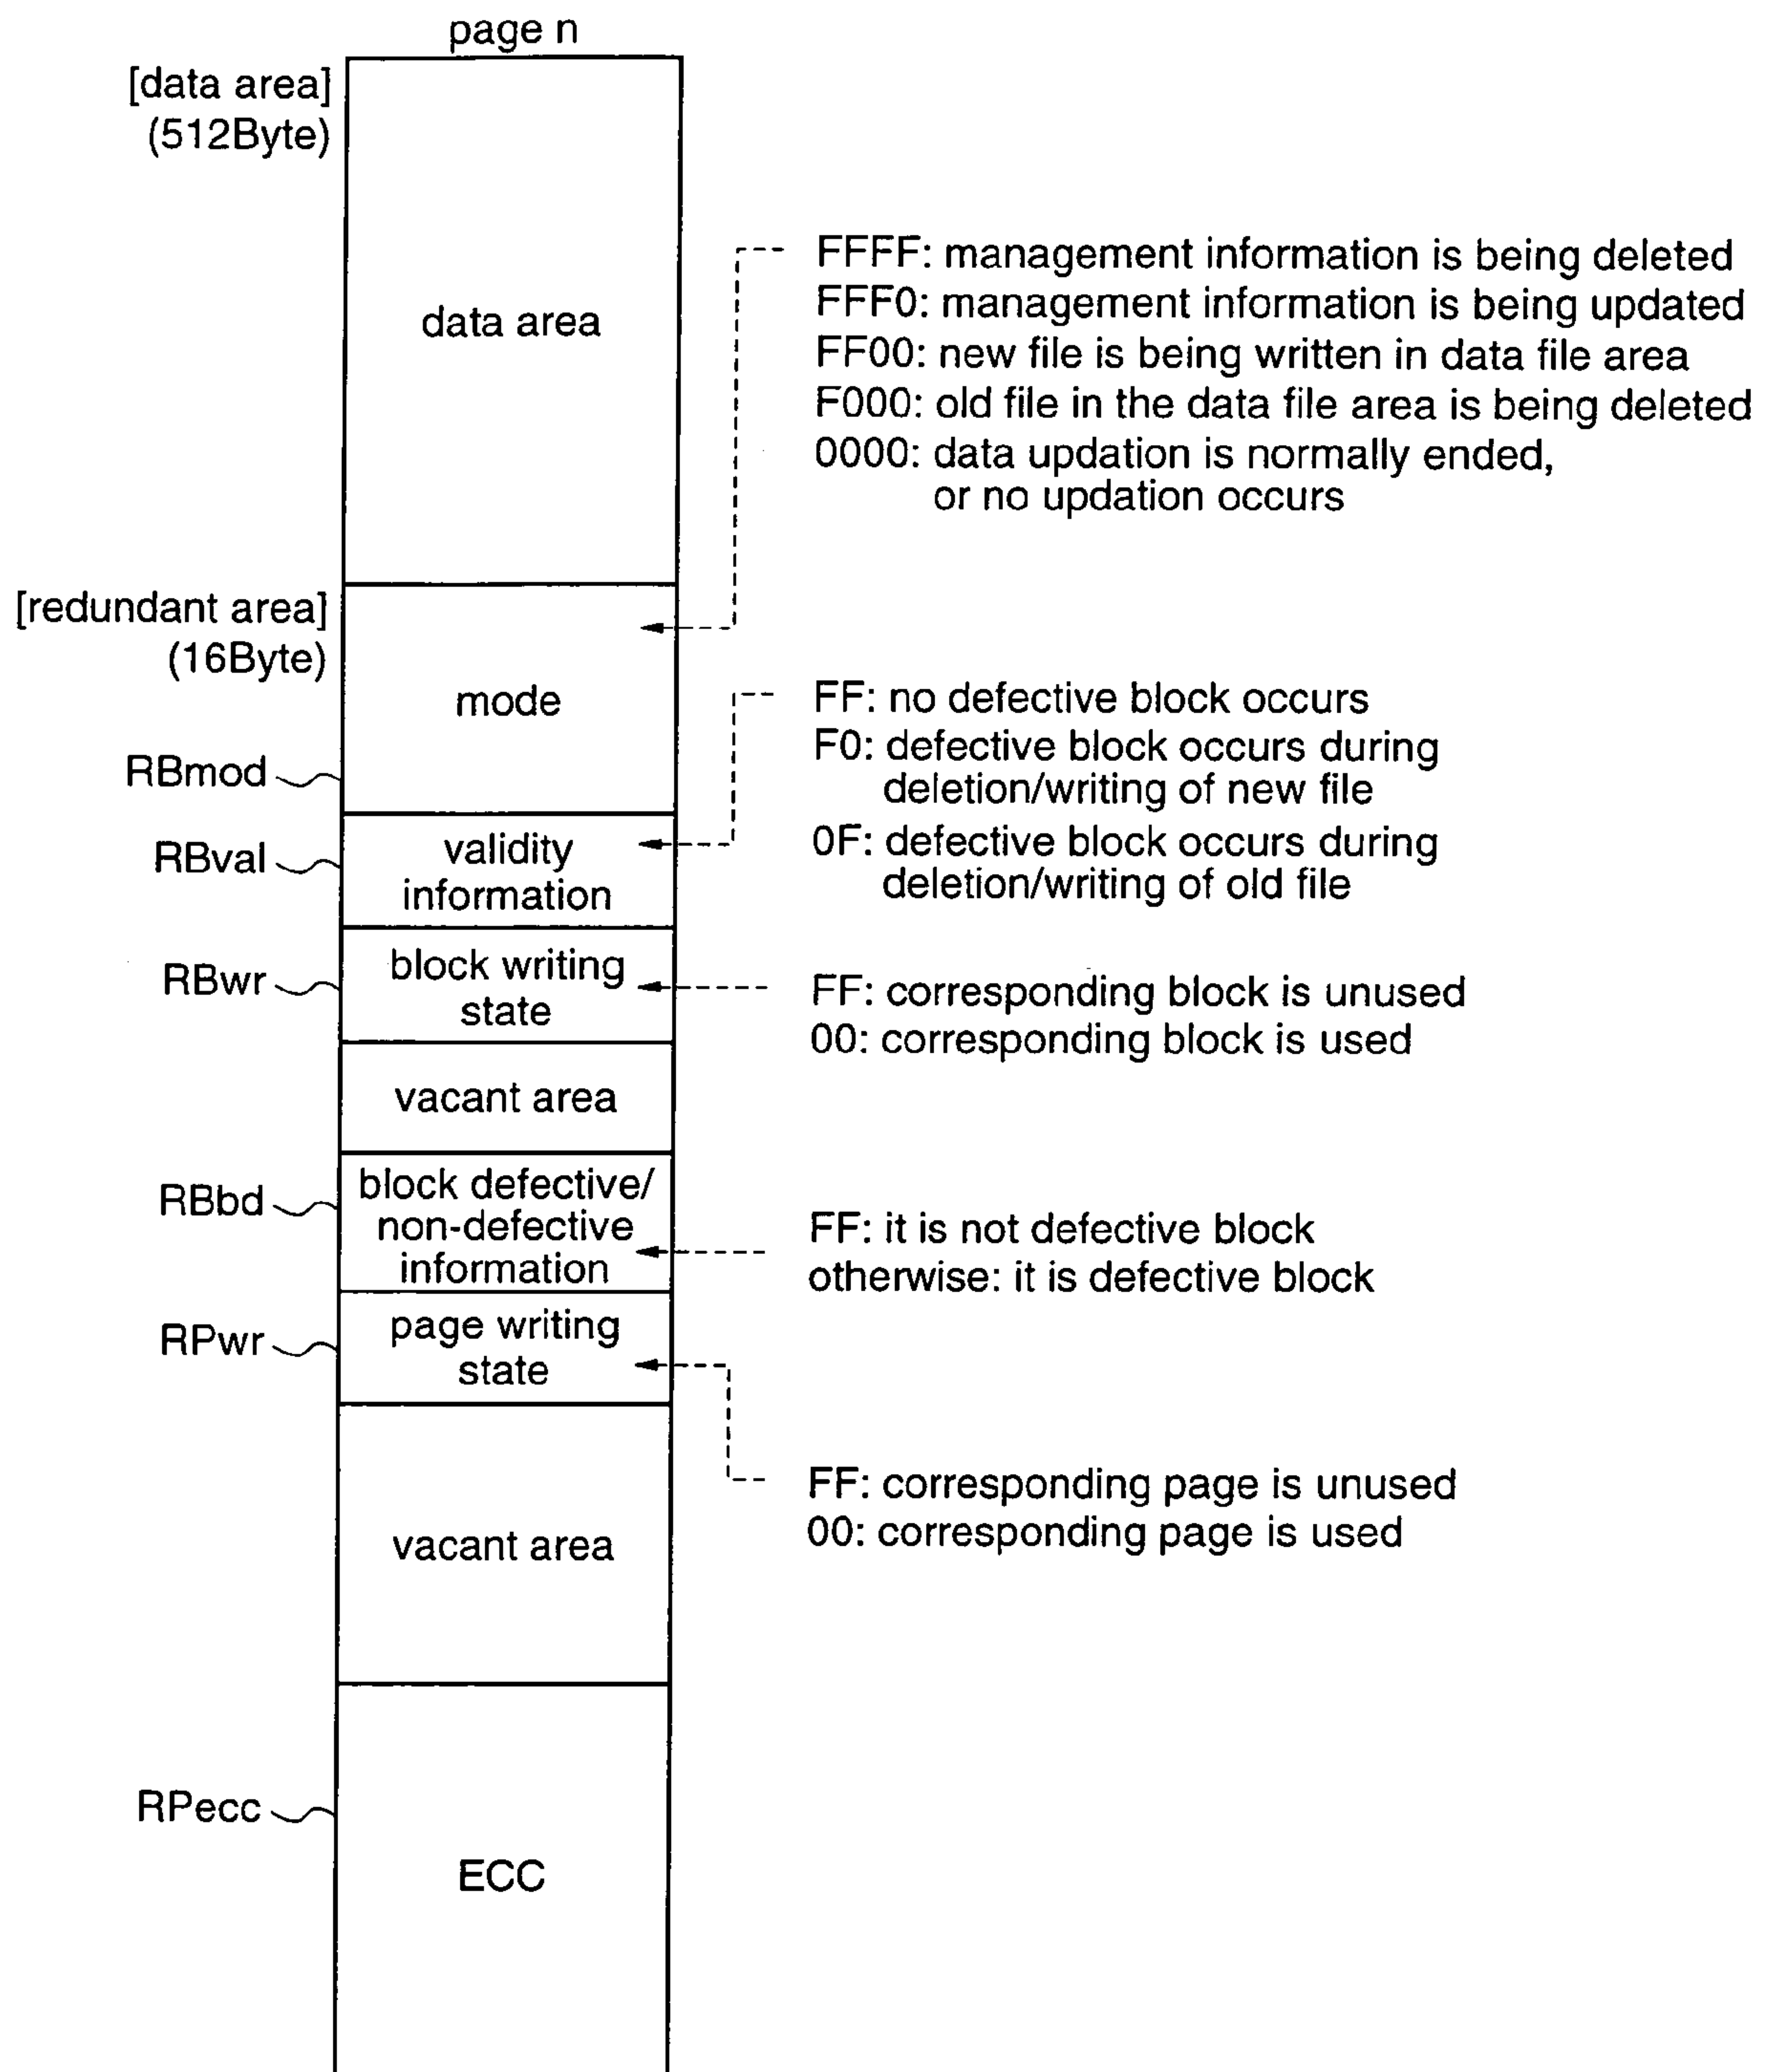 page n
[data area]
(512Byte)
data area
FFFF: management information is being deleted
FFF0: management information is being updated
FF00: new file is being written in data file area
F000: old file in the data file area is being deleted
0000: data updation is normally ended,
or no updation occurs
[redundant area]
(16Byte)
mode
RBmod
FF: no defective block occurs
F0: defective block occurs during
deletion/writing of new file
0F: defective block occurs during
deletion/writing of old file
RBval
validity
information
RBwr
block writing
state
FF: corresponding block is unused
00: corresponding block is used
vacant area
RBbd
block defective/
non-defective
information
FF: it is not defective block
otherwise: it is defective block
RPwr
page writing
state
FF: corresponding page is unused
00: corresponding page is used
vacant area
RPecc
ECC